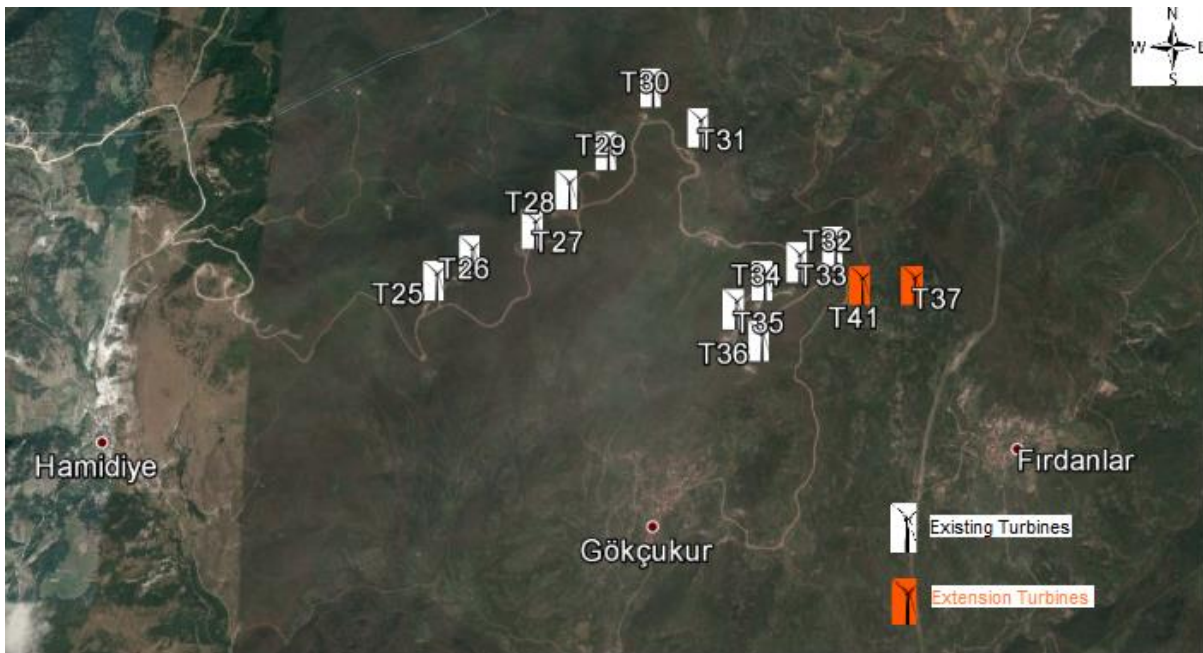 N
W E
S
T30
T31
T29
T28
T27
T26
T25
T32
T33
T34
T35
T36
T41
T37
Hamidiye
Gökçukur
Fırdanlar
Existing Turbines
Extension Turbines